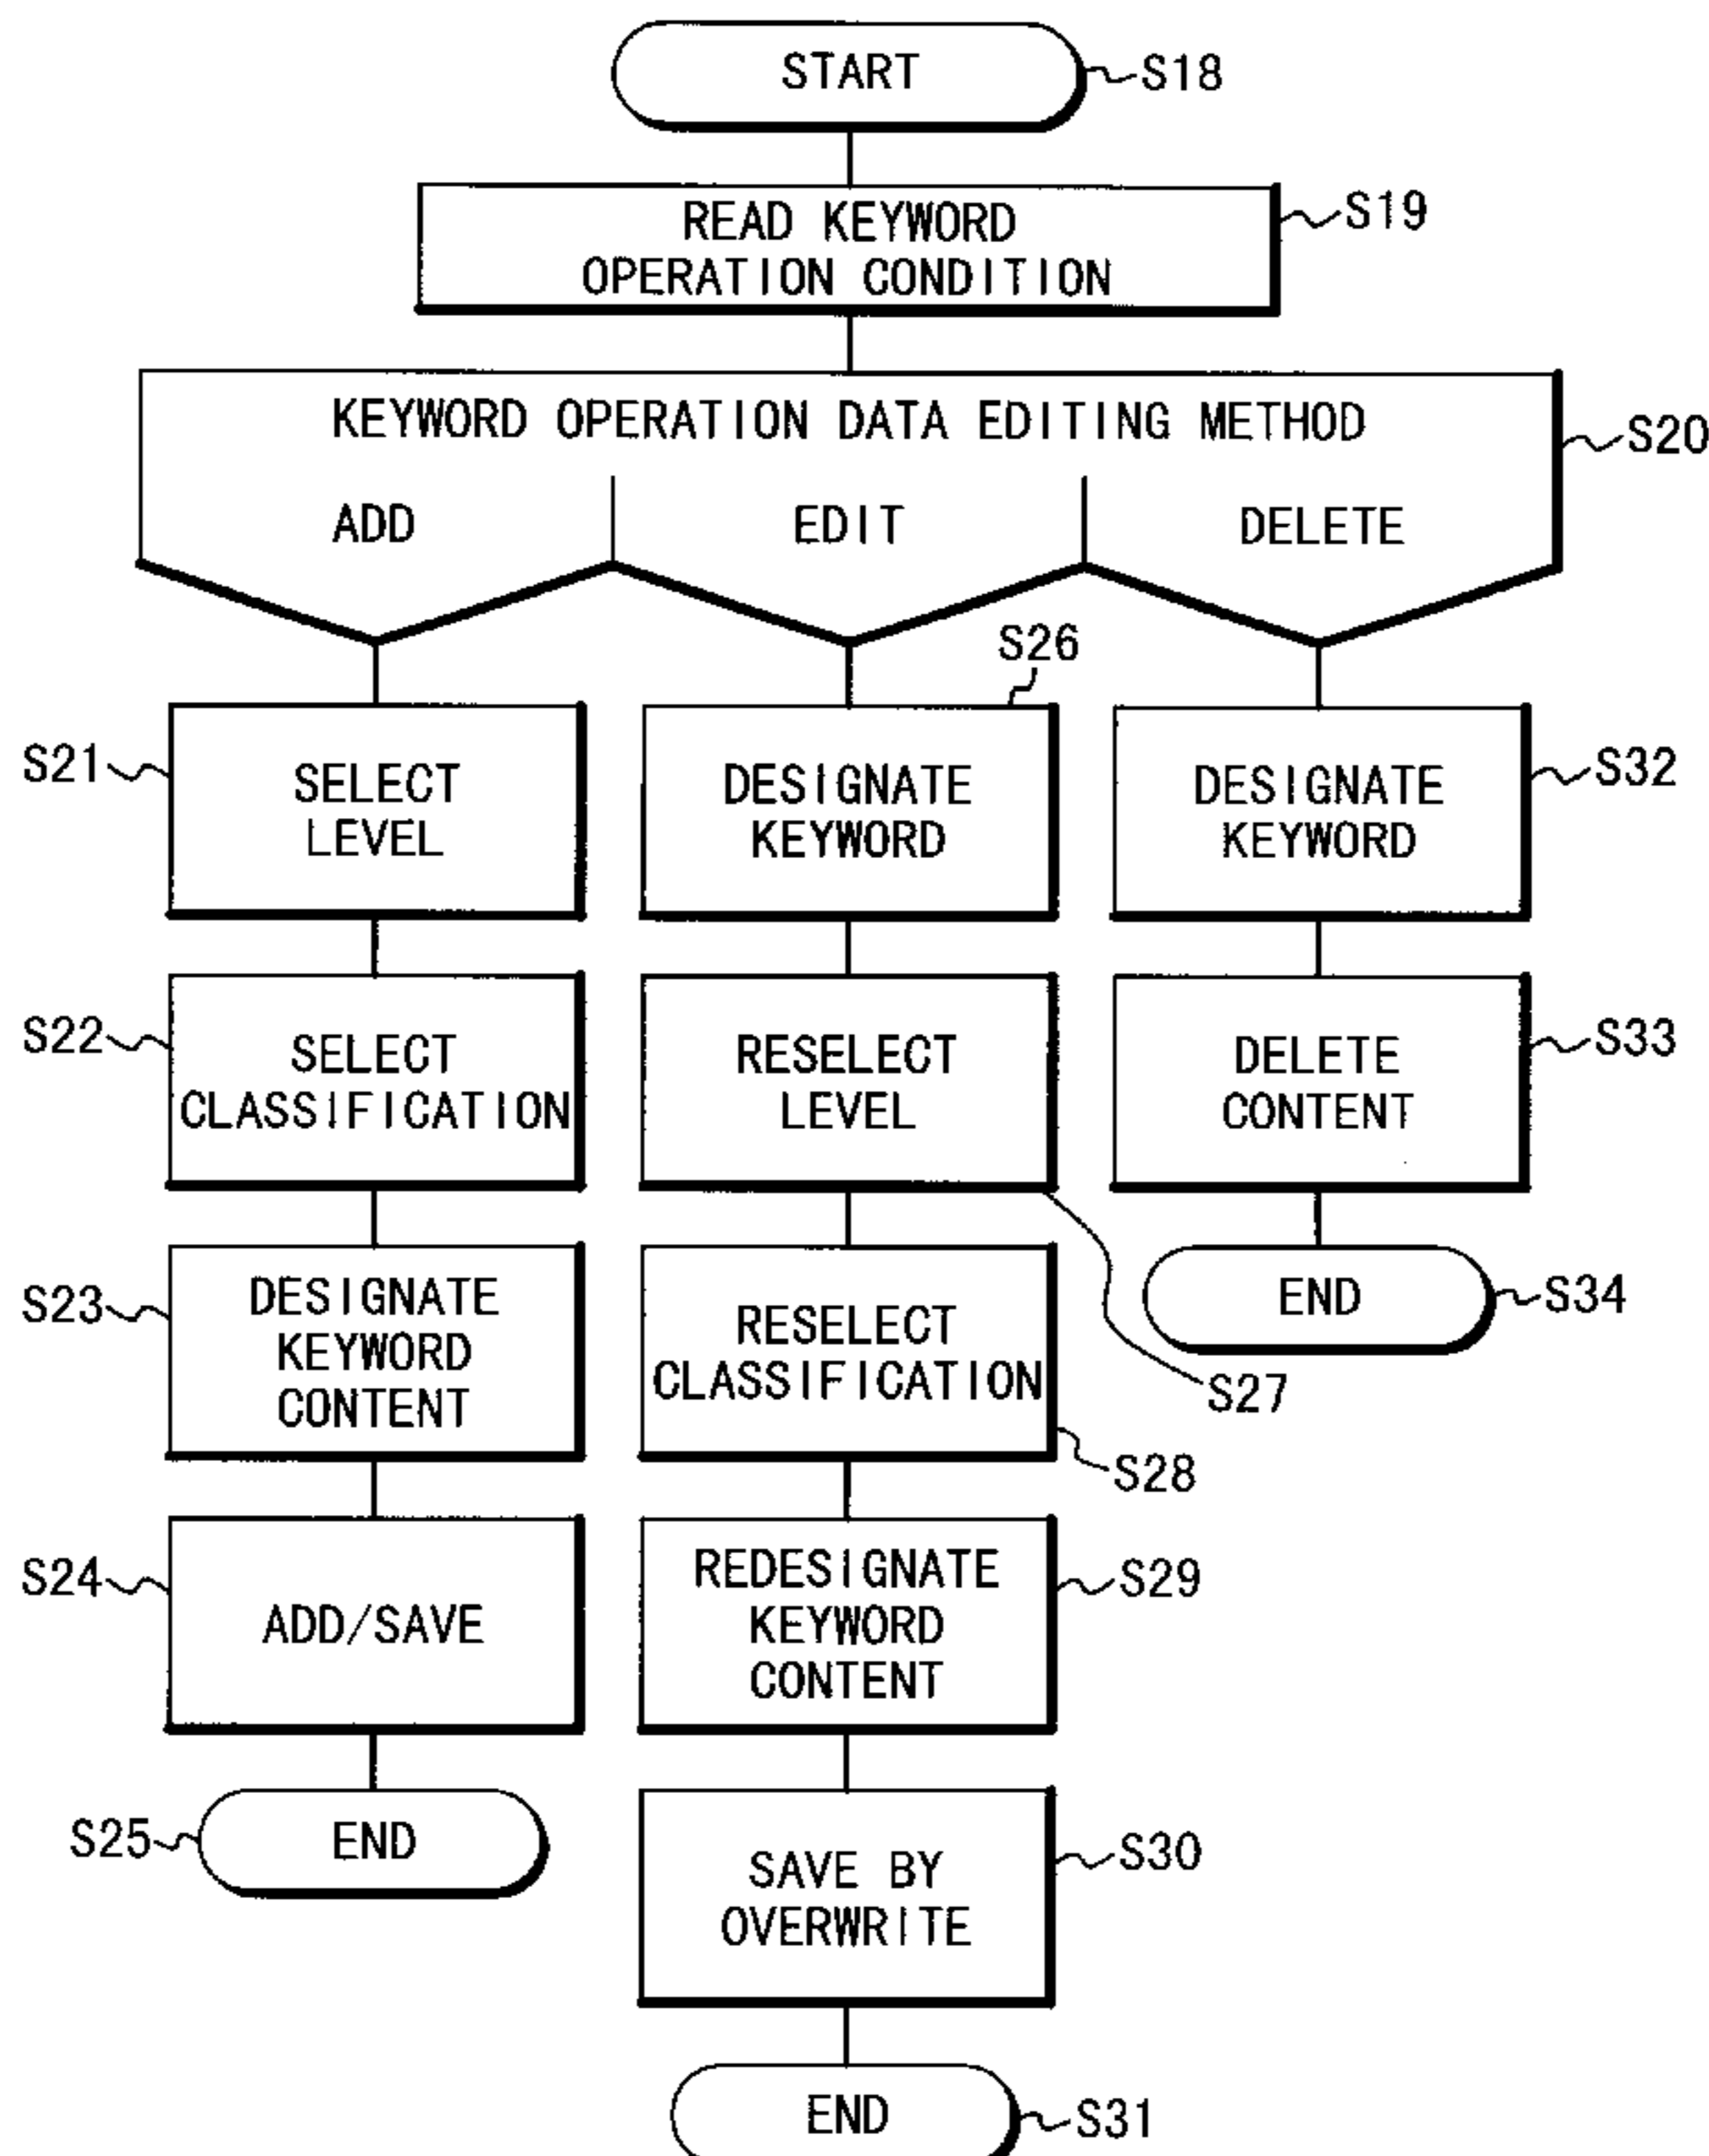 START
S18
READ KEYWORD
OPERATION CONDITION
S19
KEYWORD OPERATION DATA EDITING METHOD
S20
ADD
EDIT
DELETE
S21
SELECT
LEVEL
S22
SELECT
CLASSIFICATION
S23
DESIGNATE
KEYWORD
CONTENT
S24
ADD/SAVE
S25
END
S26
DESIGNATE
KEYWORD
RESELECT
LEVEL
S27
RESELECT
CLASSIFICATION
S28
REDESIGNATE
KEYWORD
CONTENT
S29
SAVE BY
OVERWRITE
S30
END
S31
DESIGNATE
KEYWORD
S32
DELETE
CONTENT
S33
END
S34